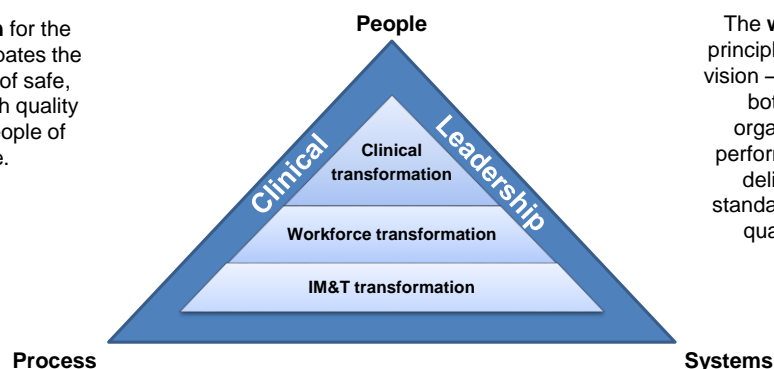 People
n for the
pates the
of safe,
h quality
eople of
e.
The
principl
vision –
bot
orga
perform
deli
standa
qua
Clinical
Leadership
Clinical
transformation
Workforce transformation
IM&T transformation
Process
Systems